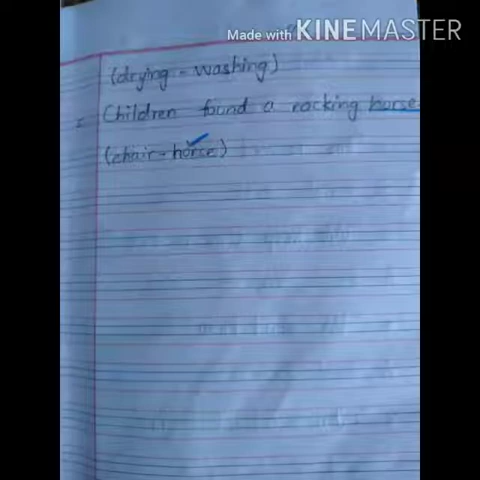 Made with KINEMASTER
(drying - washing)
= Children found a rocking horse
(chair - horse)